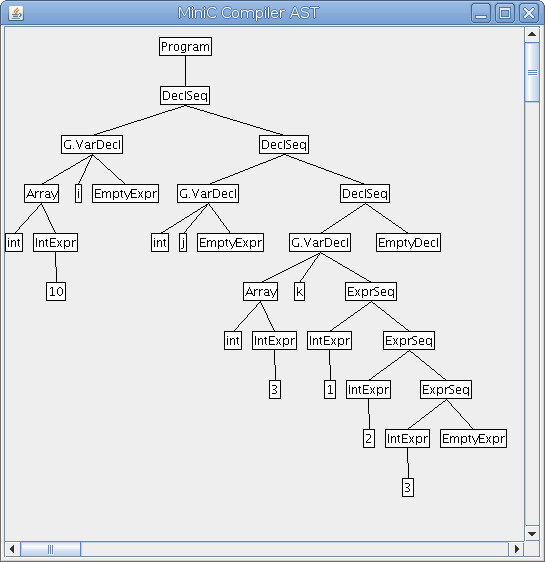 MiniC Compiler AST
Program
DeclSeq
G.VarDecl DeclSeq
Array i EmptyExpr G.VarDecl DeclSeq
int IntExpr int j EmptyExpr G.VarDecl EmptyDecl
10 Array k ExprSeq
int IntExpr IntExpr ExprSeq
3 1 IntExpr ExprSeq
2 IntExpr EmptyExpr
3